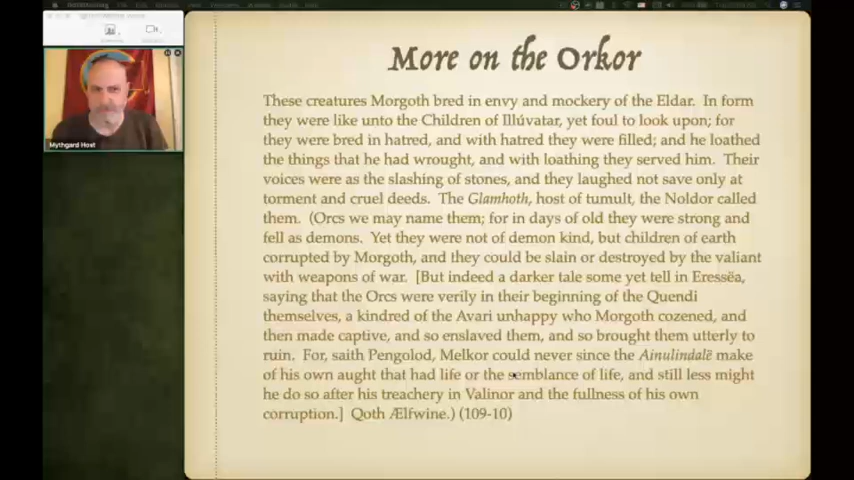 More on the Orkor
These creatures Morgoth bred in envy and mockery of the Eldar. In form
they were like unto the Children of Illúvatar, yet foul to look upon; for
they were bred in hatred, and with hatred they were filled; and he loathed
the things that he had wrought, and with loathing they served him. Their
voices were as the slashing of stones, and they laughed not save only at
torment and cruel deeds. The Glamhoth, host of tumult, the Noldor called
them. (Orcs we may name them; for in days of old they were strong and
fell as demons. Yet they were not of demon kind, but children of earth
corrupted by Morgoth, and they could be slain or destroyed by the valiant
with weapons of war. [But indeed a darker tale some yet tell in Eressëa,
saying that the Orcs were verily in their beginning of the Quendi
themselves, a kindred of the Avari unhappy who Morgoth cozened, and
then made captive, and so enslaved them, and so brought them utterly to
ruin. For, saith Pengolod, Melkor could never since the Ainulindalë make
of his own aught that had life or the semblance of life, and still less might
he do so after his treachery in Valinor and the fullness of his own
corruption.] Qoth Ælfwine.) (109-10)
Mythgard Host